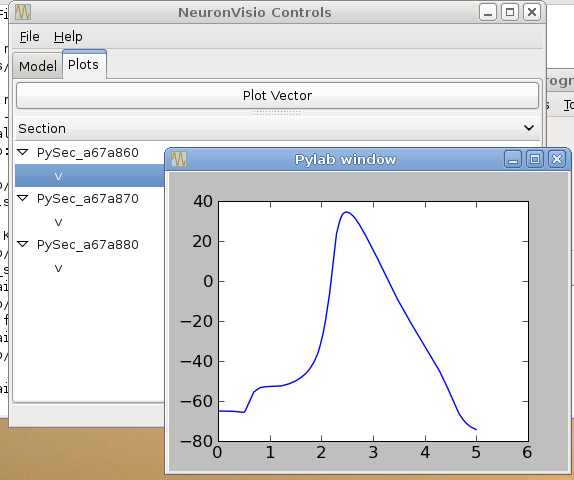 NeuronVisio Controls
File Help
Model Plots
Plot Vector
Section
PySec_a67a860
v
PySec_a67a870
v
PySec_a67a880
v
Pylab window
40
20
0
−20
−40
−60
−80
0 1 2 3 4 5 6